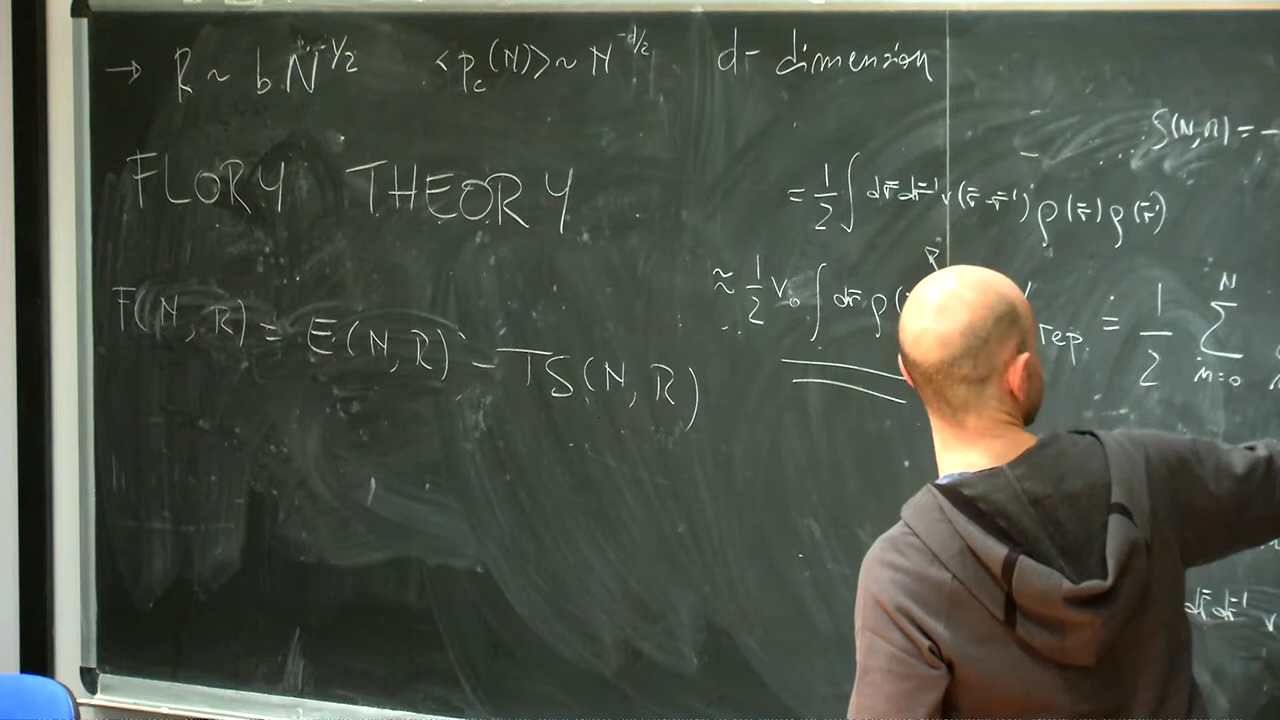 → R ~ b N^{-1/2} <p_c(N)> ~ N^{-d/2} d - dimension
FLORY THEORY
F(N, R) = E(N, R) - TS(N, R)
S(N, R) = -
= 1/2 ∫ dr̄ dr̄' v(r̄ - r̄') ρ(r̄) ρ(r̄')
≈ 1/2 v₀ ∫ dr̄ ρ(
rep = 1/2 Σ_{n=0}^{N}
dr̄ dr̄' v